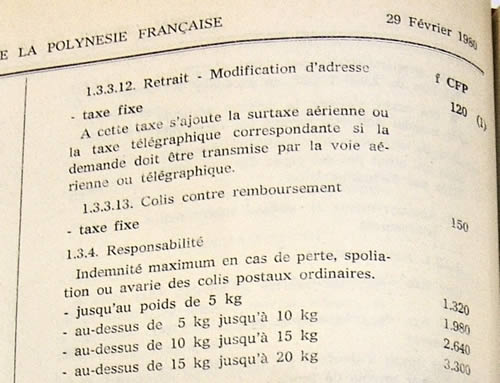 E LA POLYNESIE FRANÇAISE 29 Février 1980
1.3.3.12. Retrait - Modification d'adresse f CFP
- taxe fixe 120 (1)
A cette taxe s'ajoute la surtaxe aérienne ou
la taxe télégraphique correspondante si la
demande doit être transmise par la voie aé-
rienne ou télégraphique.
1.3.3.13. Colis contre remboursement
- taxe fixe 150
1.3.4. Responsabilité
Indemnité maximum en cas de perte, spolia-
tion ou avarie des colis postaux ordinaires.
- jusqu'au poids de 5 kg 1.320
- au-dessus de 5 kg jusqu'à 10 kg 1.980
- au-dessus de 10 kg jusqu'à 15 kg 2.640
- au-dessus de 15 kg jusqu'à 20 kg 3.300